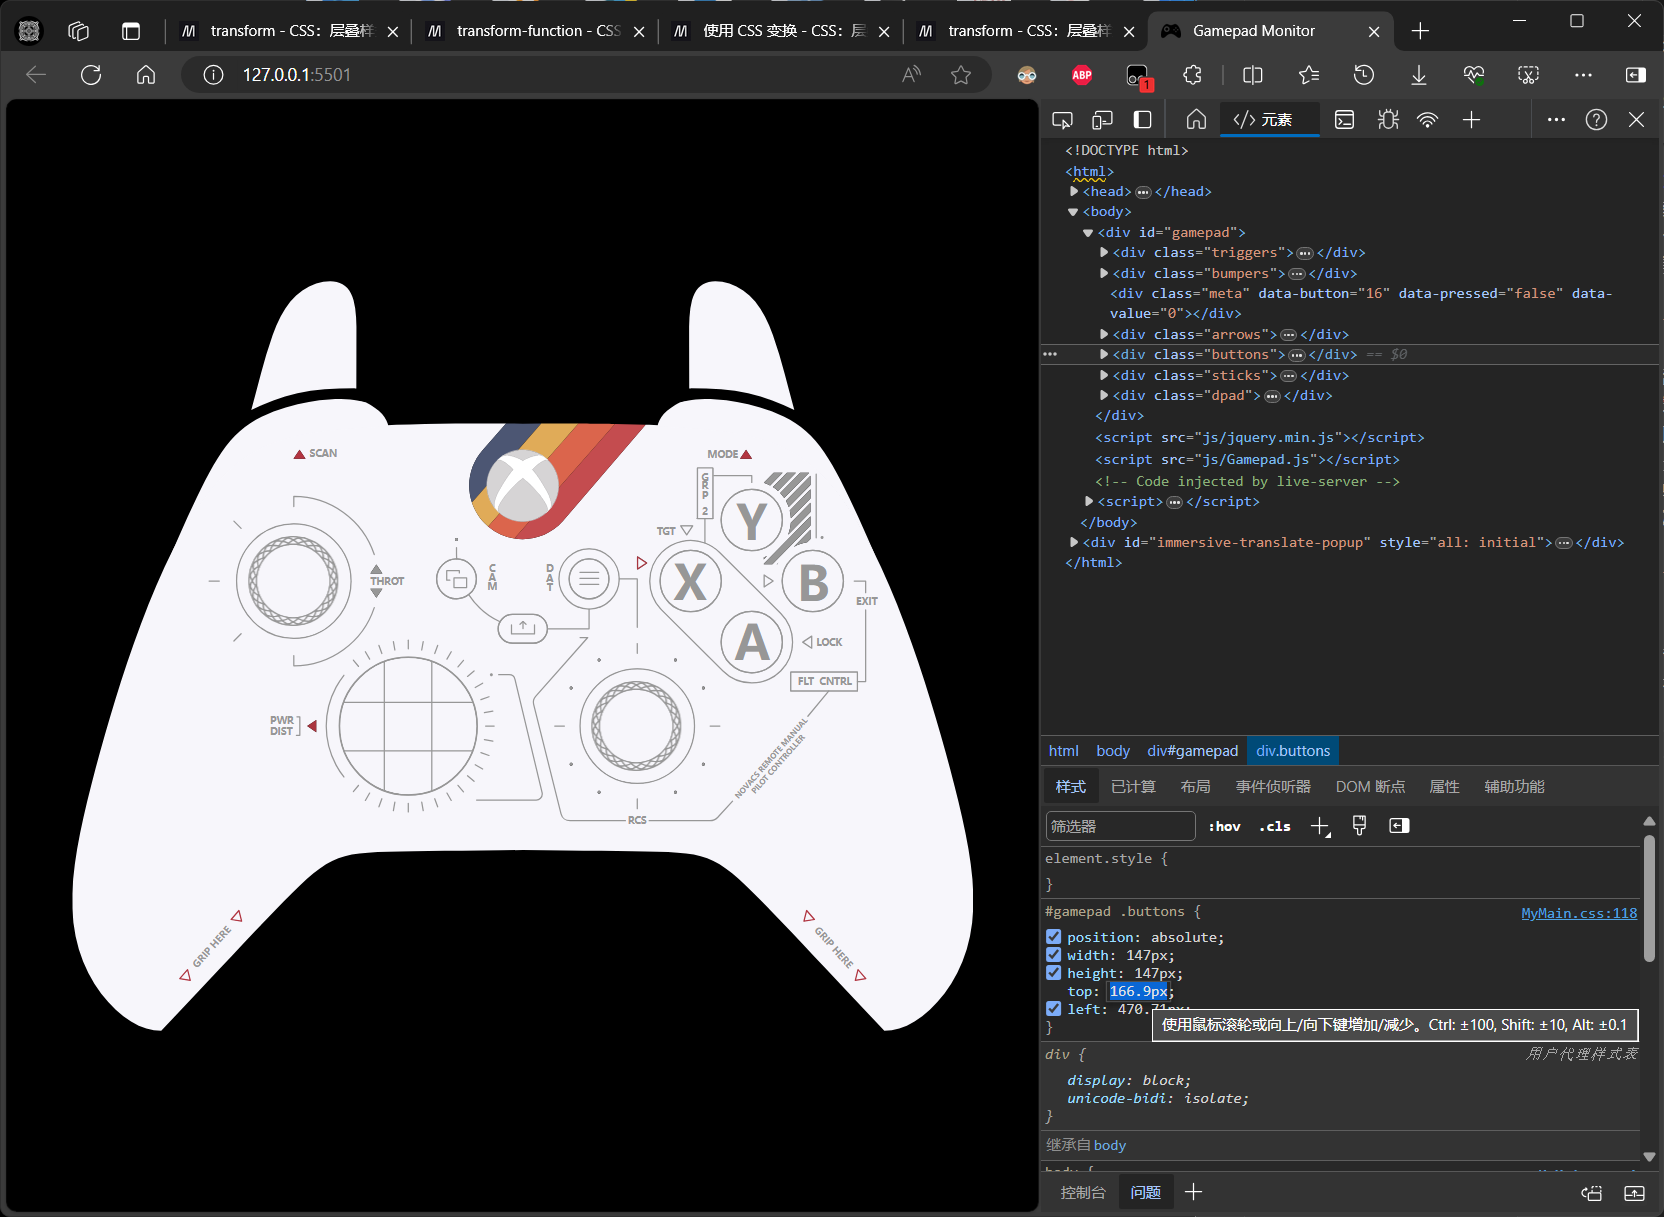 transform - CSS：层叠样
transform-function - CSS
使用 CSS 变换 - CSS：层
transform - CSS：层叠样
Gamepad Monitor
127.0.0.1:5501
ABP
1
元素
<!DOCTYPE html>
<html>
<head>…</head>
<body>
<div id="gamepad">
<div class="triggers">…</div>
<div class="bumpers">…</div>
<div class="meta" data-button="16" data-pressed="false" data-
value="0"></div>
<div class="arrows">…</div>
<div class="buttons">…</div> == $0
<div class="sticks">…</div>
<div class="dpad">…</div>
</div>
<script src="js/jquery.min.js"></script>
<script src="js/Gamepad.js"></script>
<!-- Code injected by live-server -->
<script>…</script>
</body>
<div id="immersive-translate-popup" style="all: initial">…</div>
</html>
SCAN
MODE
GRP 2
TGT
Y
X
B
A
THROT
CAM
DAT
EXIT
LOCK
FLT CNTRL
PWR
DIST
NOVACS REMOTE MANUAL
PILOT CONTROLLER
RCS
GRIP HERE
GRIP HERE
html body div#gamepad div.buttons
样式 已计算 布局 事件侦听器 DOM 断点 属性 辅助功能
筛选器 :hov .cls
element.style {
}
#gamepad .buttons { MyMain.css:118
position: absolute;
width: 147px;
height: 147px;
top: 166.9px;
left: 470.71px;
}
使用鼠标滚轮或向上/向下键增加/减少。Ctrl: ±100, Shift: ±10, Alt: ±0.1
div { 用户代理样式表
display: block;
unicode-bidi: isolate;
}
继承自 body
控制台 问题